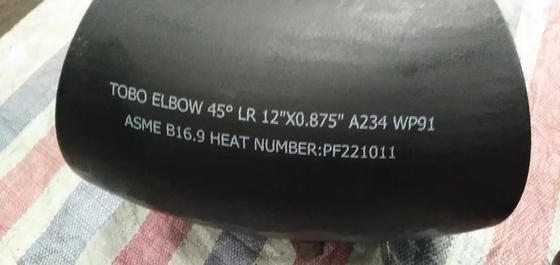 TOBO ELBOW 45° LR 12"X0.875" A234 WP91
ASME B16.9 HEAT NUMBER:PF221011